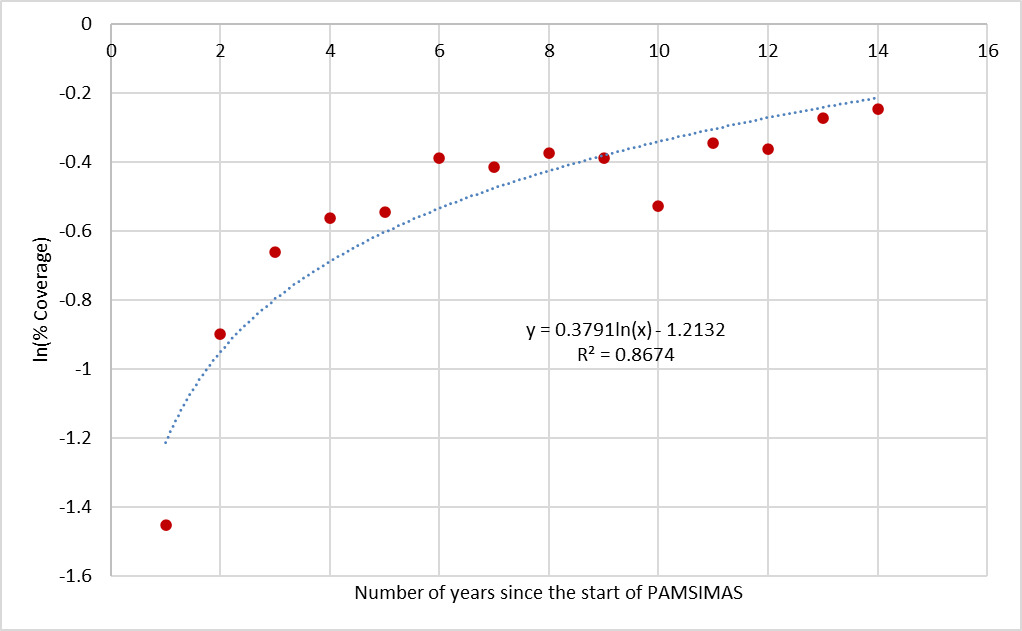 0
0 2 4 6 8 10 12 14 16
-0.2
-0.4
-0.6
-0.8
-1
-1.2
-1.4
-1.6
ln(% Coverage)
y = 0.3791ln(x) - 1.2132
R² = 0.8674
Number of years since the start of PAMSIMAS